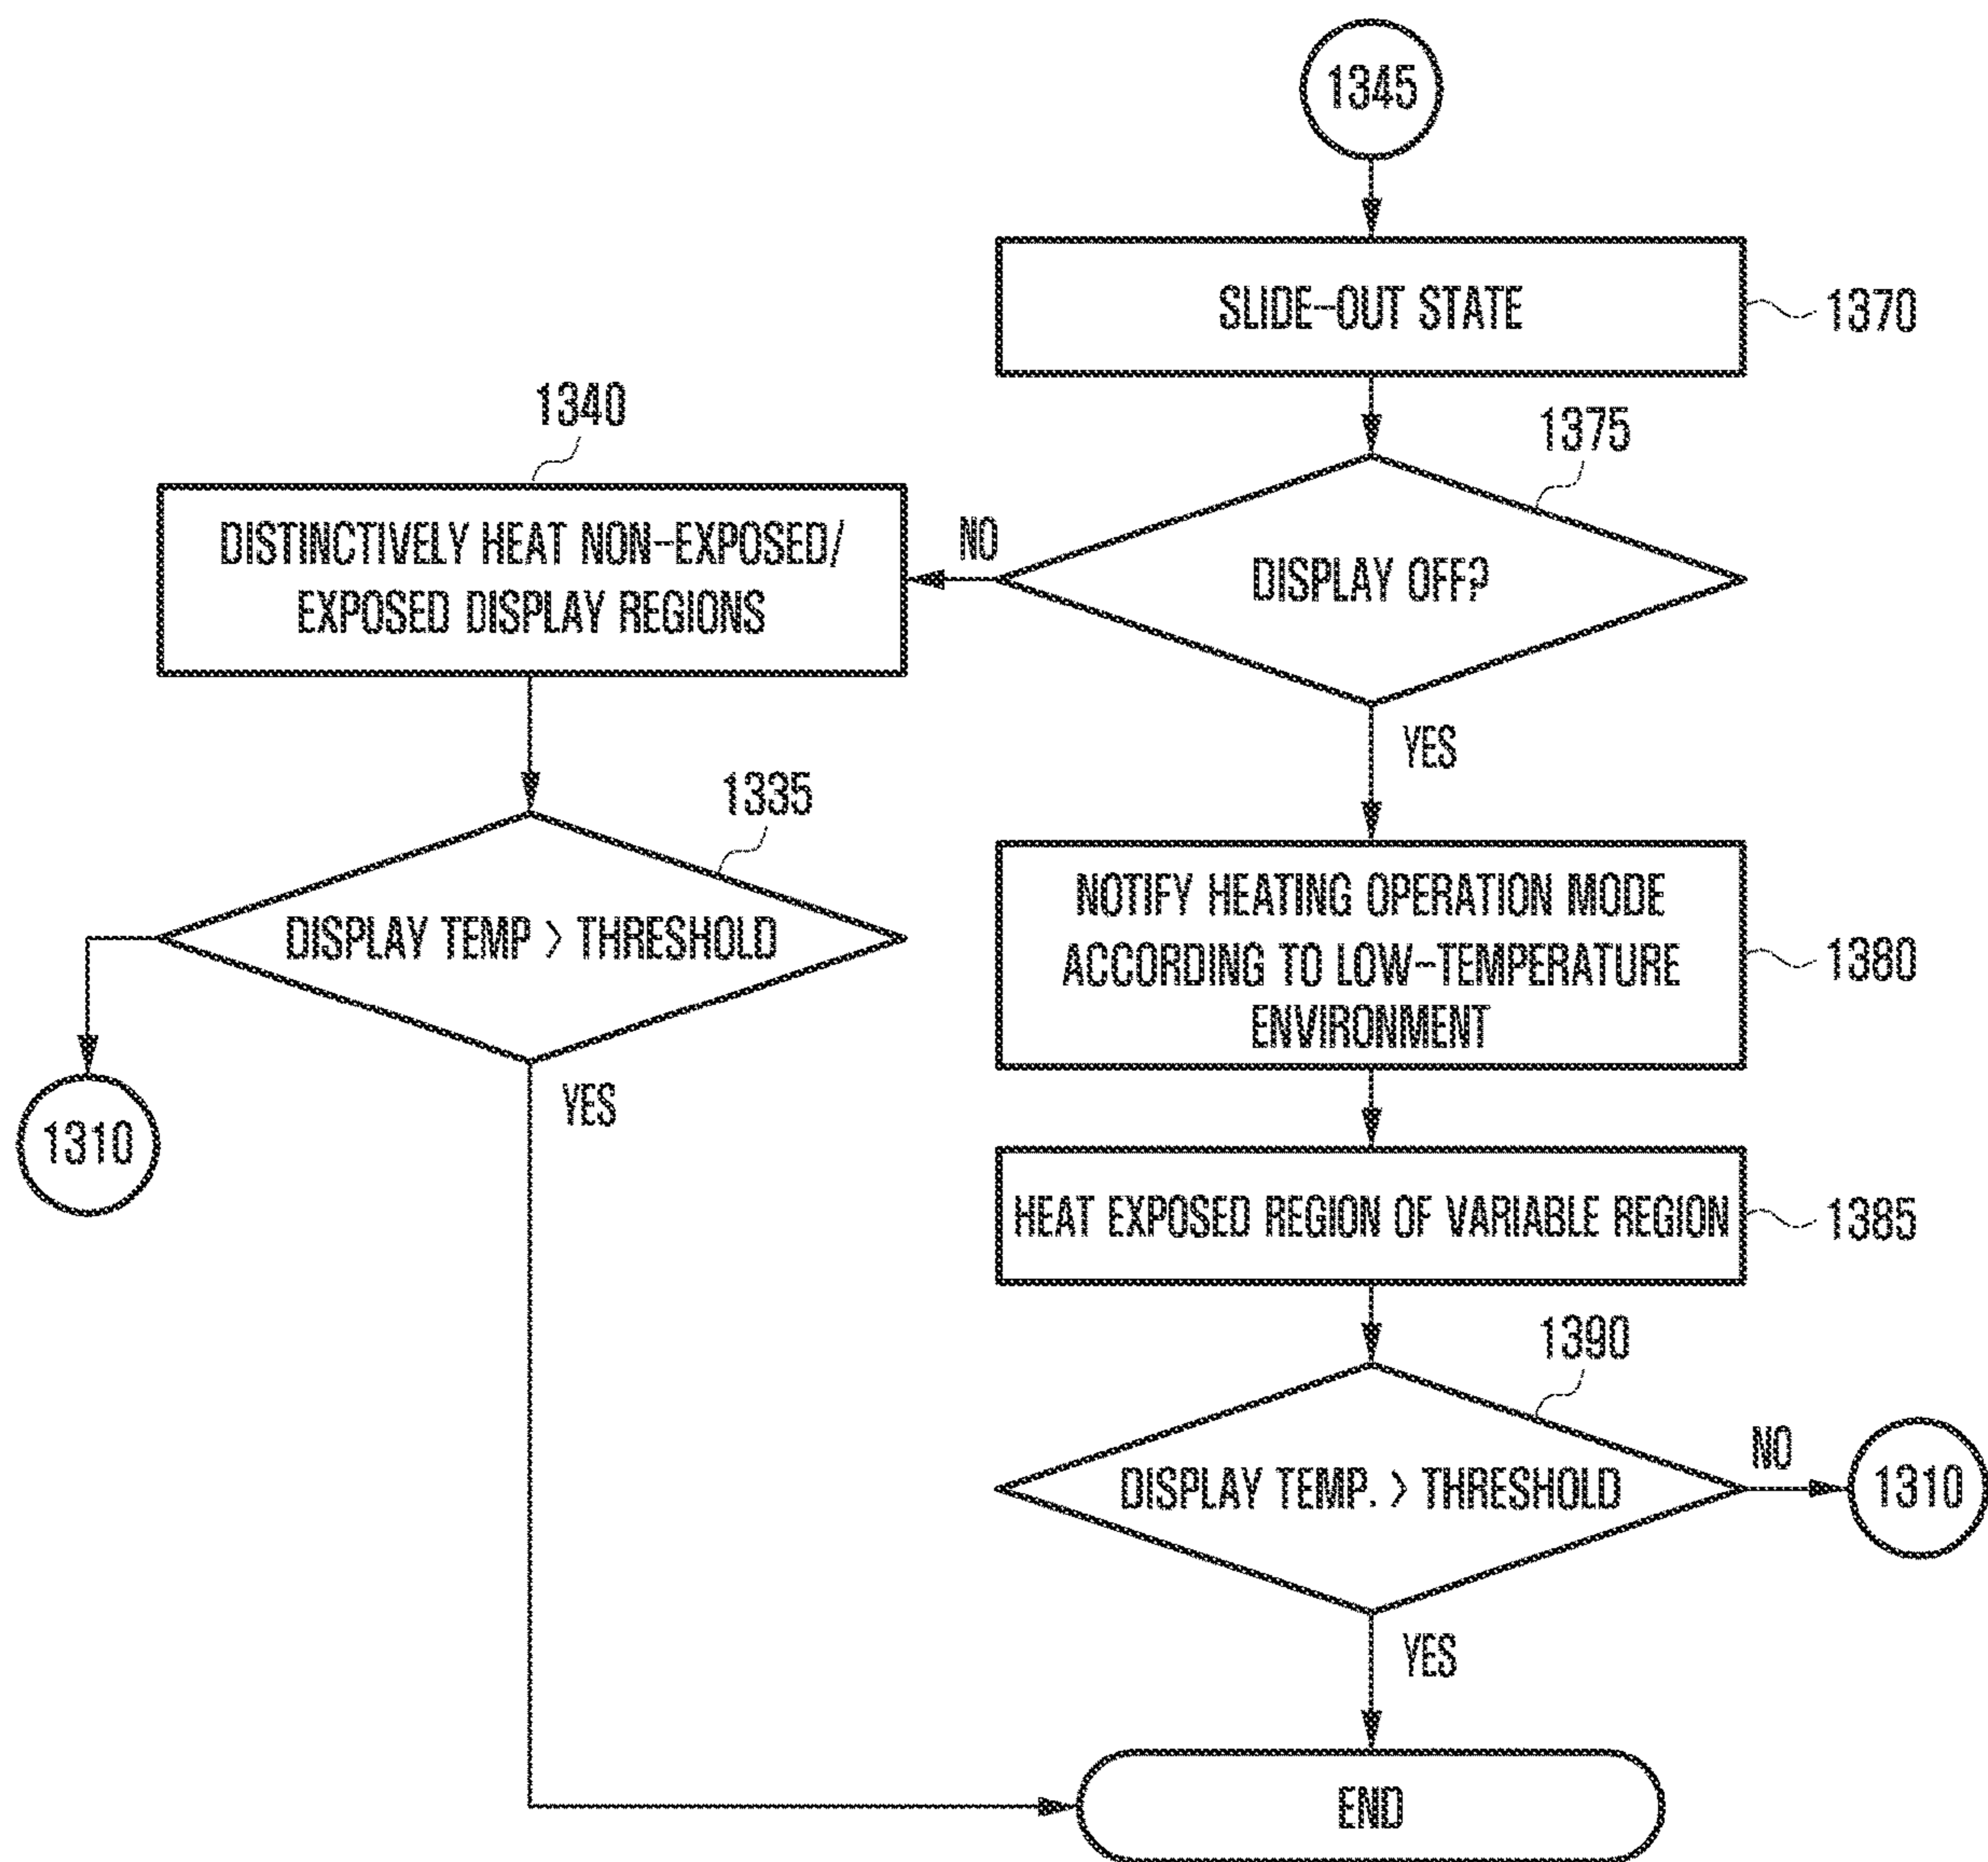 1345
SLIDE-OUT STATE
1370
1340
1375
DISTINCTIVELY HEAT NON-EXPOSED/
EXPOSED DISPLAY REGIONS
NO
DISPLAY OFF?
YES
1335
DISPLAY TEMP > THRESHOLD
NOTIFY HEATING OPERATION MODE
ACCORDING TO LOW-TEMPERATURE
ENVIRONMENT
1380
1310
YES
HEAT EXPOSED REGION OF VARIABLE REGION
1385
1390
DISPLAY TEMP. > THRESHOLD
NO
1310
YES
END